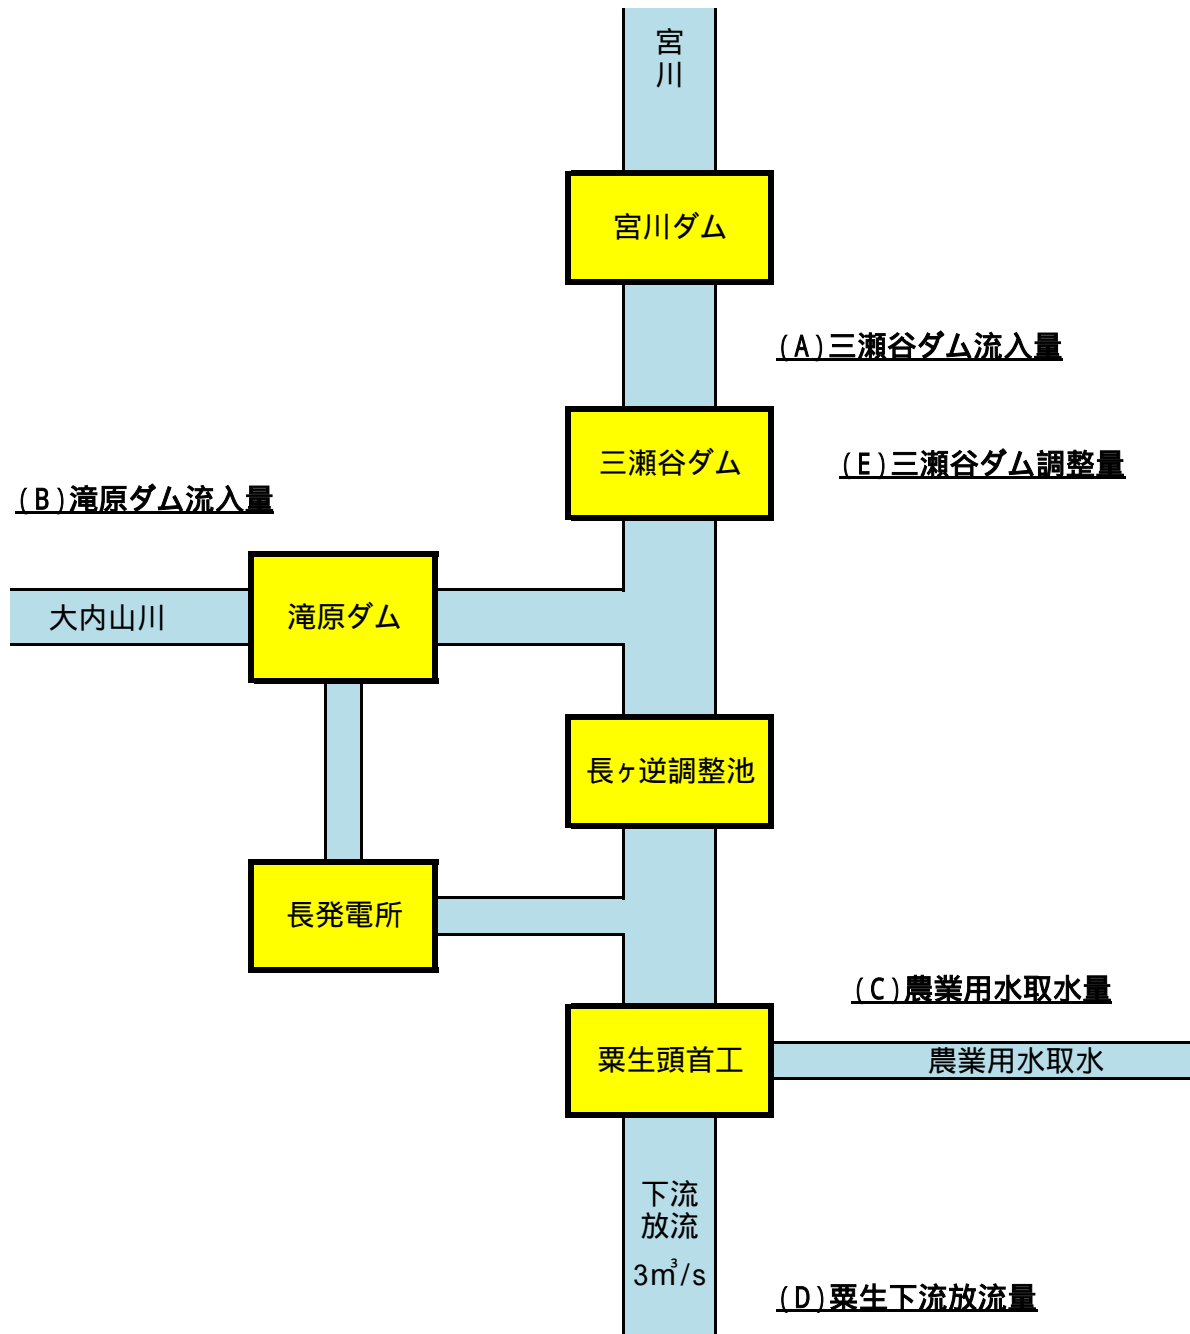 宮
川
宮川ダム
(A)三瀬谷ダム流入量
三瀬谷ダム
(E)三瀬谷ダム調整量
(B)滝原ダム流入量
大内山川
滝原ダム
長ヶ逆調整池
長発電所
(C)農業用水取水量
粟生頭首工
農業用水取水
下流
放流
3㎥/s
(D)粟生下流放流量